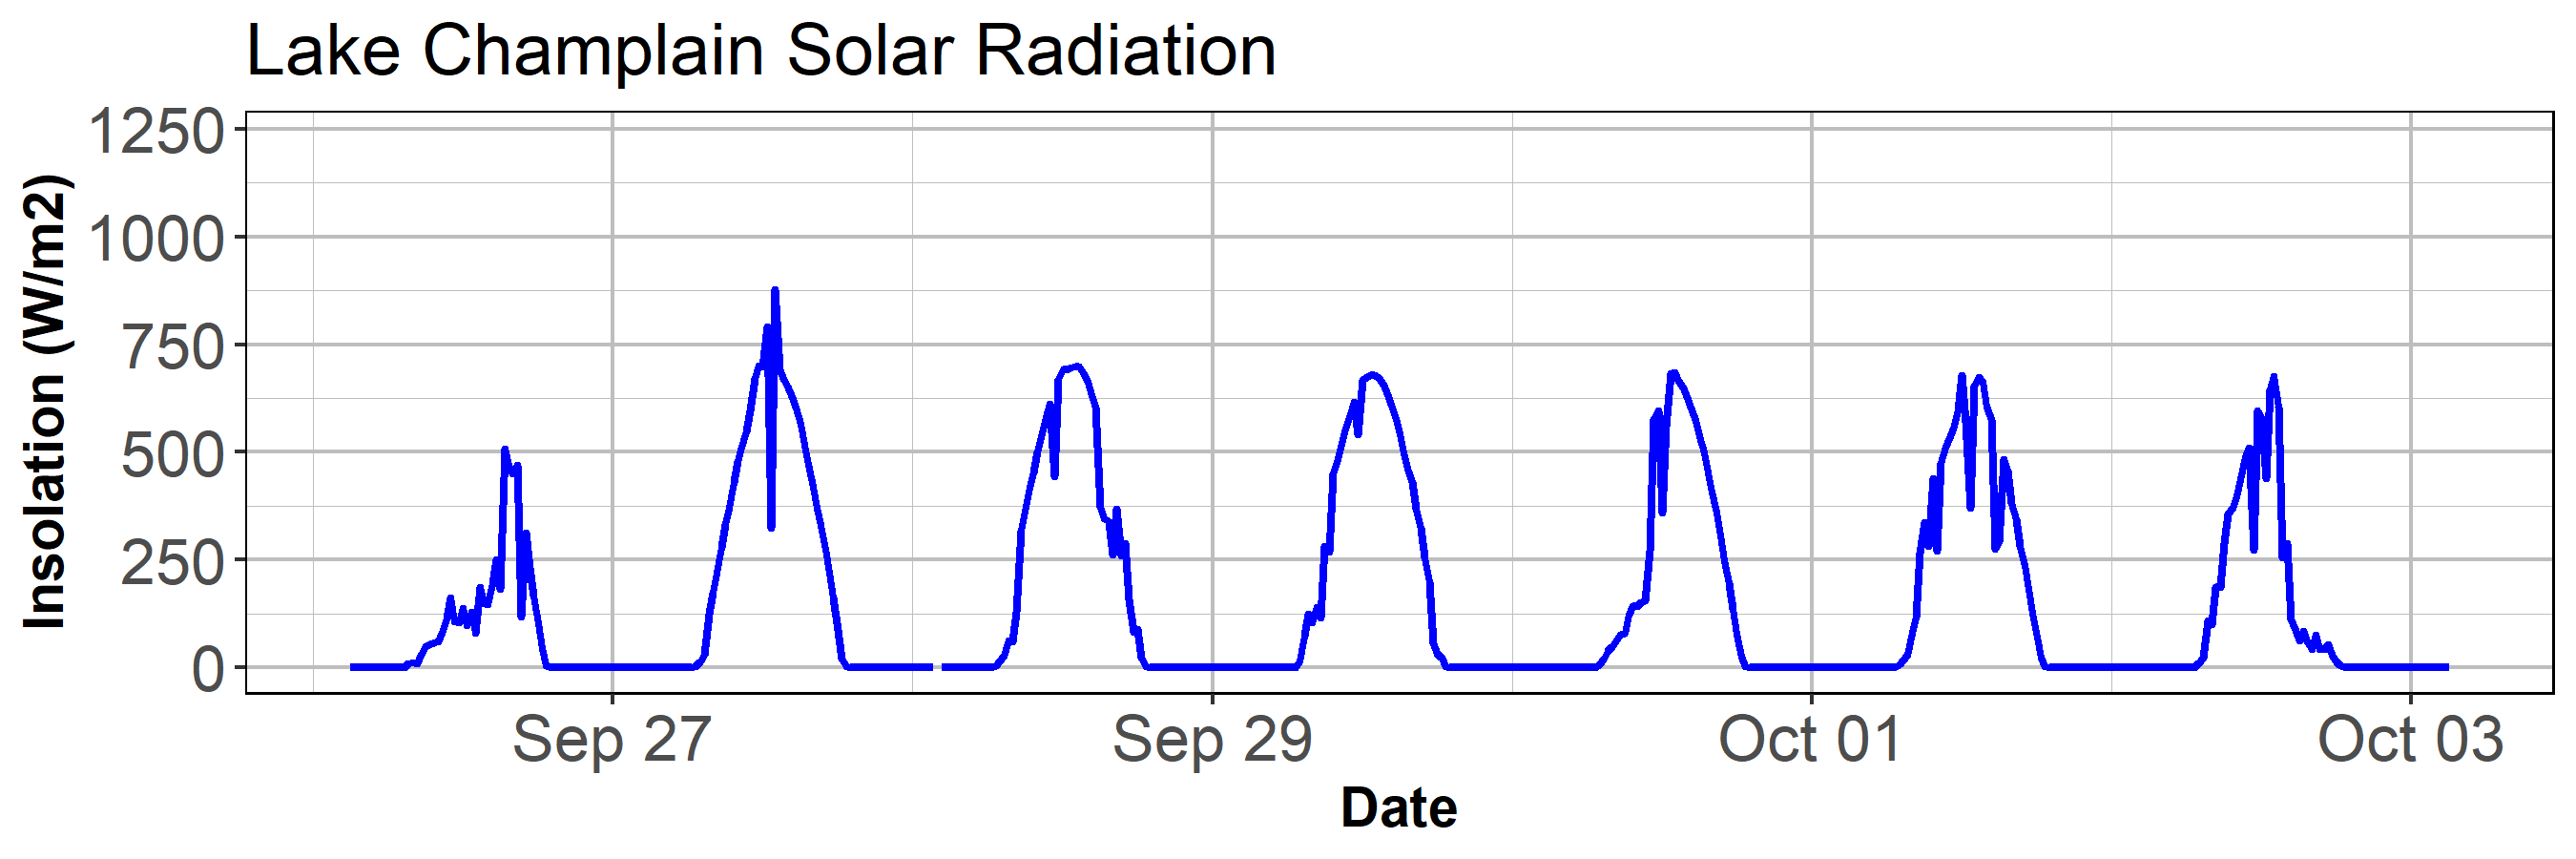 Lake Champlain Solar Radiation
Insolation (W/m2)
1250
1000
750
500
250
0
Sep 27
Sep 29
Oct 01
Oct 03
Date